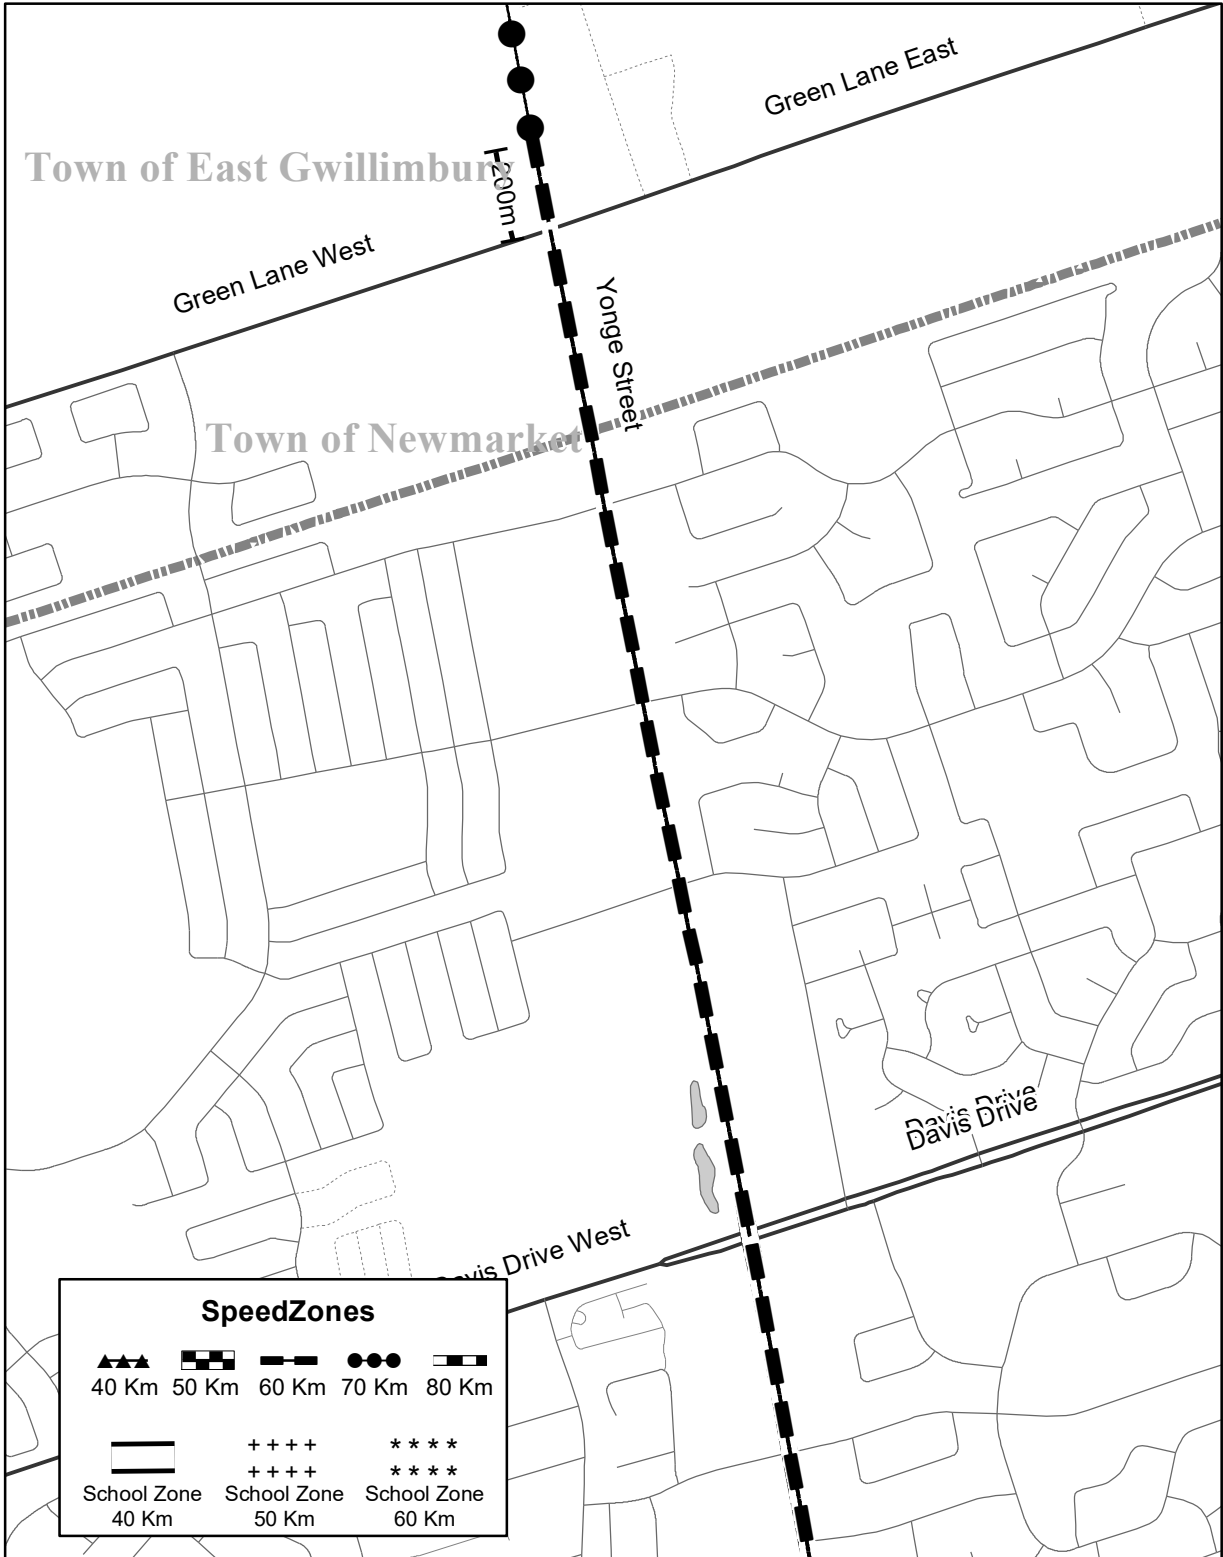 Green Lane East
Town of East Gwillimbury
200m
Green Lane West
Yonge Street
Town of Newmarket
Davis Drive
Davis Drive
Davis Drive West
SpeedZones
40 Km 50 Km 60 Km 70 Km 80 Km
School Zone School Zone School Zone
40 Km 50 Km 60 Km